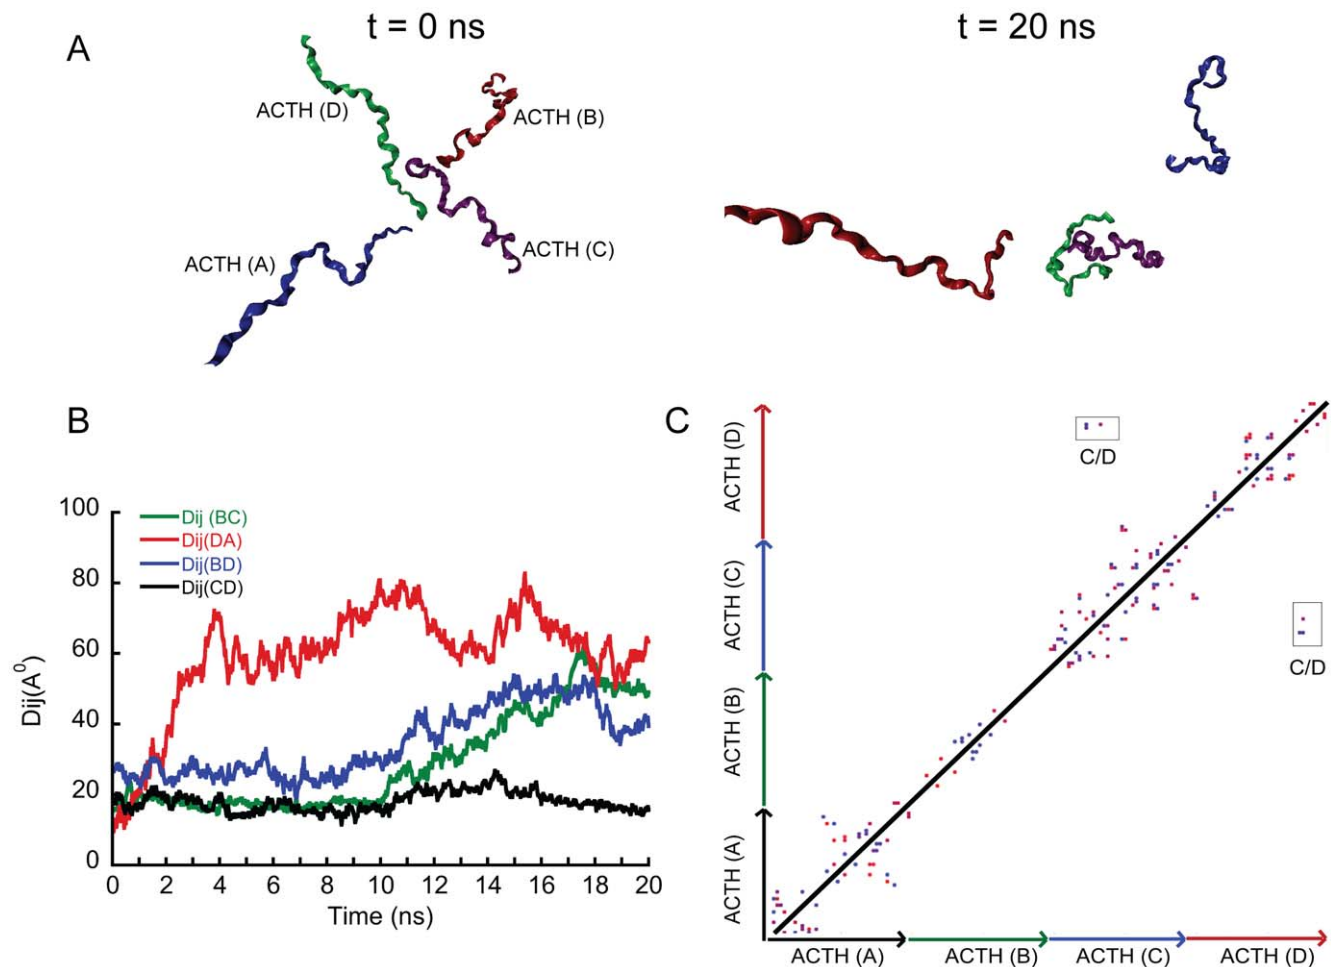 A
t = 0 ns
t = 20 ns
ACTH (D)
ACTH (B)
ACTH (A)
ACTH (C)
B
Dij(A⁰)
100
80
60
40
20
0
Dij (BC)
Dij(DA)
Dij(BD)
Dij(CD)
0 2 4 6 8 10 12 14 16 18 20
Time (ns)
C
ACTH (D)
ACTH (C)
ACTH (B)
ACTH (A)
C/D
C/D
ACTH (A) ACTH (B) ACTH (C) ACTH (D)